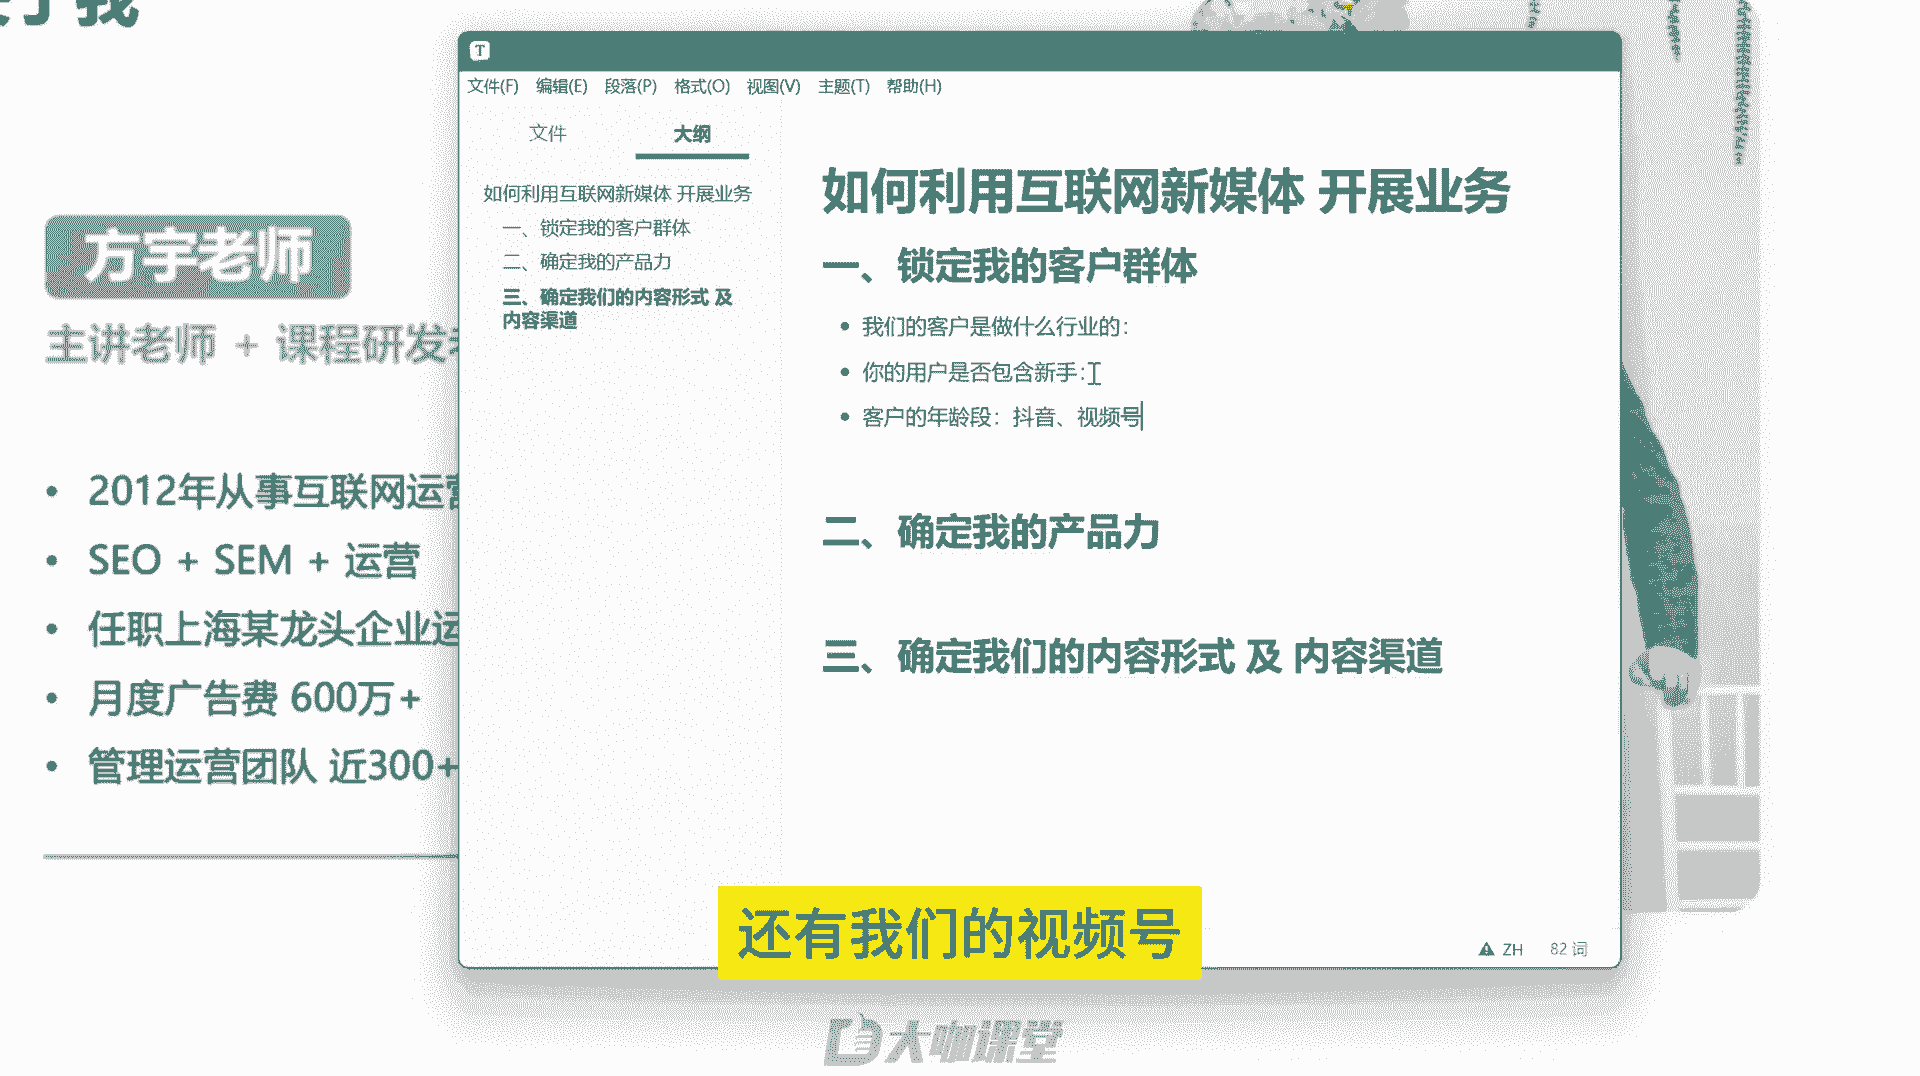 了我
方宇老师
主讲老师 + 课程研发
• 2012年从事互联网运营
• SEO + SEM + 运营
• 任职上海某龙头企业运
• 月度广告费 600万+
• 管理运营团队 近300+
T
文件(F) 编辑(E) 段落(P) 格式(O) 视图(V) 主题(T) 帮助(H)
文件 大纲
如何利用互联网新媒体 开展业务
一、锁定我的客户群体
二、确定我的产品力
三、确定我们的内容形式 及
内容渠道
如何利用互联网新媒体 开展业务
一、锁定我的客户群体
• 我们的客户是做什么行业的：
• 你的用户是否包含新手：
• 客户的年龄段：抖音、视频号
二、确定我的产品力
三、确定我们的内容形式 及 内容渠道
ZH 82 词
还有我们的视频号
大咖课堂